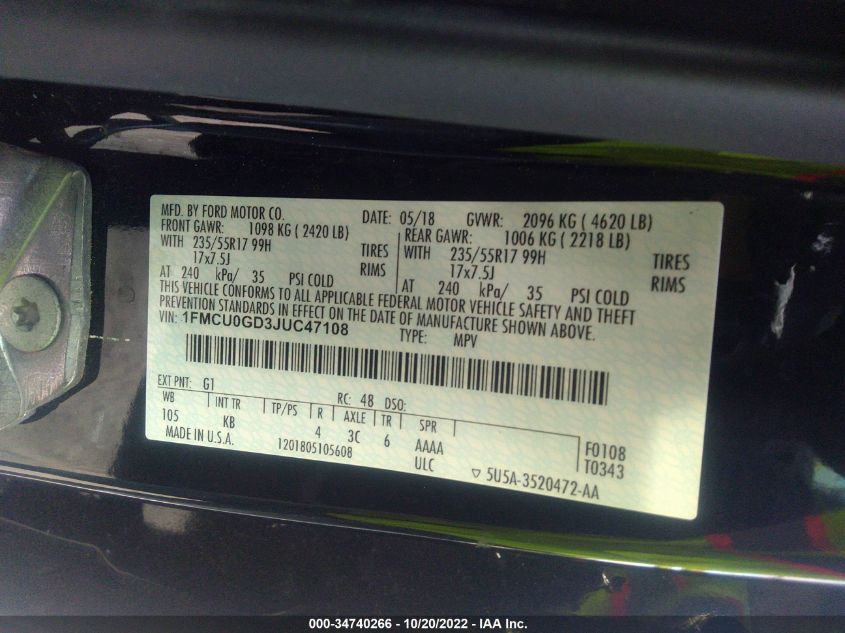 MFD. BY FORD MOTOR CO. DATE: 05/18 GVWR: 2096 KG ( 4620 LB)
FRONT GAWR: 1098 KG ( 2420 LB) REAR GAWR: 1006 KG ( 2218 LB)
WITH 235/55R17 99H TIRES WITH 235/55R17 99H TIRES
17x7.5J RIMS 17x7.5J RIMS
AT 240 kPa/ 35 PSI COLD AT 240 kPa/ 35 PSI COLD
THIS VEHICLE CONFORMS TO ALL APPLICABLE FEDERAL MOTOR VEHICLE SAFETY AND THEFT
PREVENTION STANDARDS IN EFFECT ON THE DATE OF MANUFACTURE SHOWN ABOVE.
VIN: 1FMCU0GD3JUC47108
TYPE: MPV
EXT PNT: G1 RC: 48 DSO:
WB INT TR TP/PS R AXLE TR SPR
105 KB 4 3C 6 AAAA F0108
MADE IN U.S.A. 1201805105608 ULC T0343
5U5A-3520472-AA
000-34740266 - 10/20/2022 - IAA Inc.